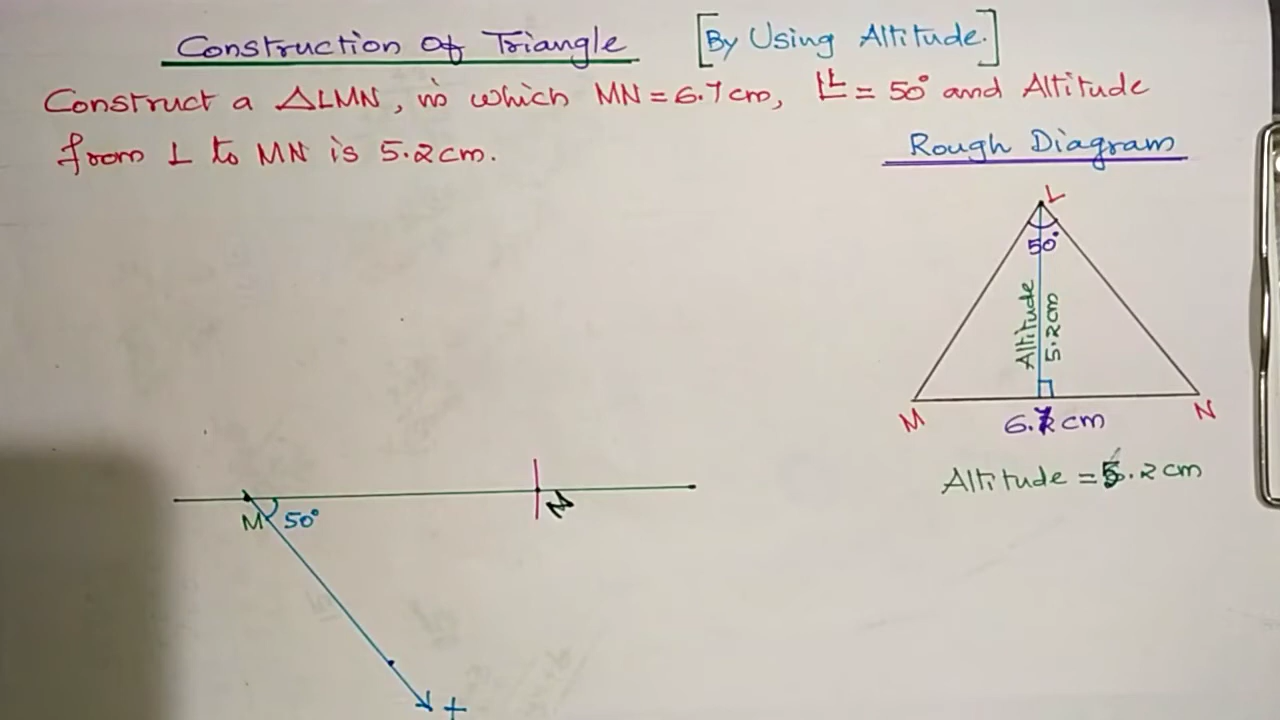 Construction Of Triangle [By Using Altitude.]
Construct a △LMN, in which MN = 6.7 cm, ∠L = 50° and Altitude
from L to MN is 5.2 cm.
Rough Diagram
L
50°
Altitude
5.2 cm
M
N
6.7 cm
Altitude = 5.2 cm
M
50°
N